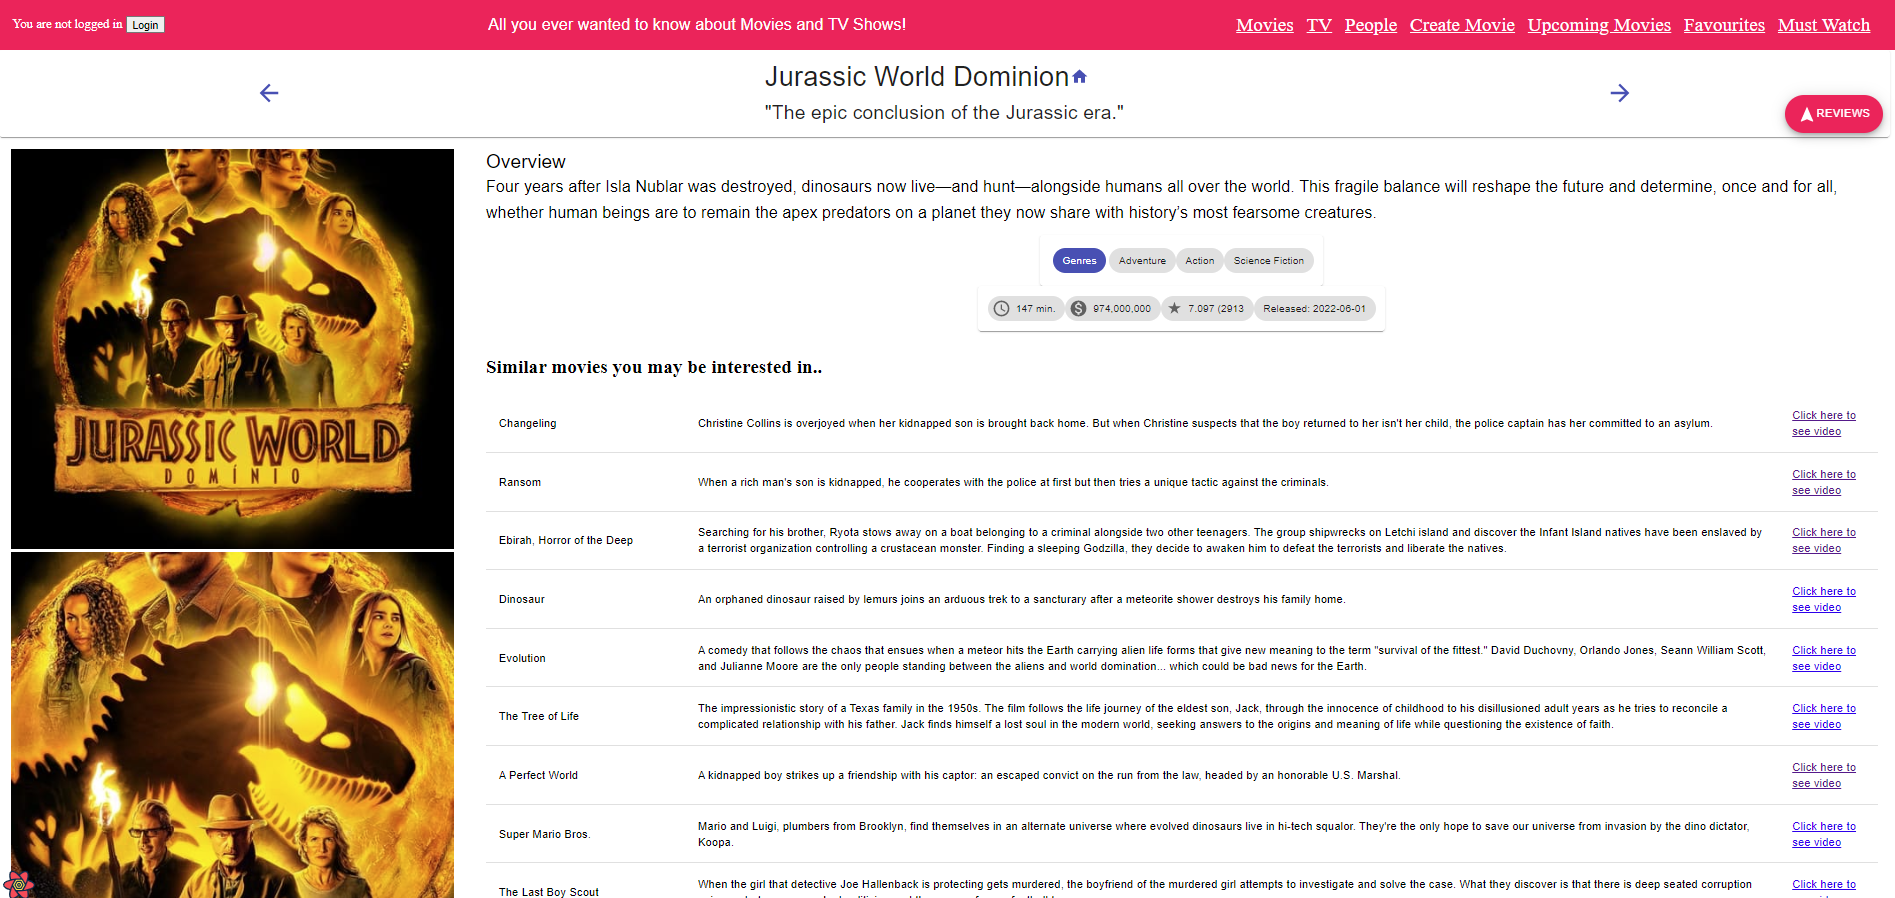 You are not logged in Login
All you ever wanted to know about Movies and TV Shows!
Movies TV People Create Movie Upcoming Movies Favourites Must Watch
Jurassic World Dominion
"The epic conclusion of the Jurassic era."
REVIEWS
JURASSIC WORLD
DOMÍNIO
Overview
Four years after Isla Nublar was destroyed, dinosaurs now live—and hunt—alongside humans all over the world. This fragile balance will reshape the future and determine, once and for all,
whether human beings are to remain the apex predators on a planet they now share with history's most fearsome creatures.
Genres Adventure Action Science Fiction
147 min. 974,000,000 7.097 (2913 Released: 2022-06-01
Similar movies you may be interested in..
Changeling
Christine Collins is overjoyed when her kidnapped son is brought back home. But when Christine suspects that the boy returned to her isn't her child, the police captain has her committed to an asylum.
Click here to
see video
Ransom
When a rich man's son is kidnapped, he cooperates with the police at first but then tries a unique tactic against the criminals.
Click here to
see video
Ebirah, Horror of the Deep
Searching for his brother, Ryota stows away on a boat belonging to a criminal alongside two other teenagers. The group shipwrecks on Letchi island and discover the Infant Island natives have been enslaved by
a terrorist organization controlling a crustacean monster. Finding a sleeping Godzilla, they decide to awaken him to defeat the terrorists and liberate the natives.
Click here to
see video
Dinosaur
An orphaned dinosaur raised by lemurs joins an arduous trek to a sancturary after a meteorite shower destroys his family home.
Click here to
see video
Evolution
A comedy that follows the chaos that ensues when a meteor hits the Earth carrying alien life forms that give new meaning to the term "survival of the fittest." David Duchovny, Orlando Jones, Seann William Scott,
and Julianne Moore are the only people standing between the aliens and world domination... which could be bad news for the Earth.
Click here to
see video
The Tree of Life
The impressionistic story of a Texas family in the 1950s. The film follows the life journey of the eldest son, Jack, through the innocence of childhood to his disillusioned adult years as he tries to reconcile a
complicated relationship with his father. Jack finds himself a lost soul in the modern world, seeking answers to the origins and meaning of life while questioning the existence of faith.
Click here to
see video
A Perfect World
A kidnapped boy strikes up a friendship with his captor: an escaped convict on the run from the law, headed by an honorable U.S. Marshal.
Click here to
see video
Super Mario Bros.
Mario and Luigi, plumbers from Brooklyn, find themselves in an alternate universe where evolved dinosaurs live in hi-tech squalor. They're the only hope to save our universe from invasion by the dino dictator,
Koopa.
Click here to
see video
The Last Boy Scout
When the girl that detective Joe Hallenback is protecting gets murdered, the boyfriend of the murdered girl attempts to investigate and solve the case. What they discover is that there is deep seated corruption
Click here to